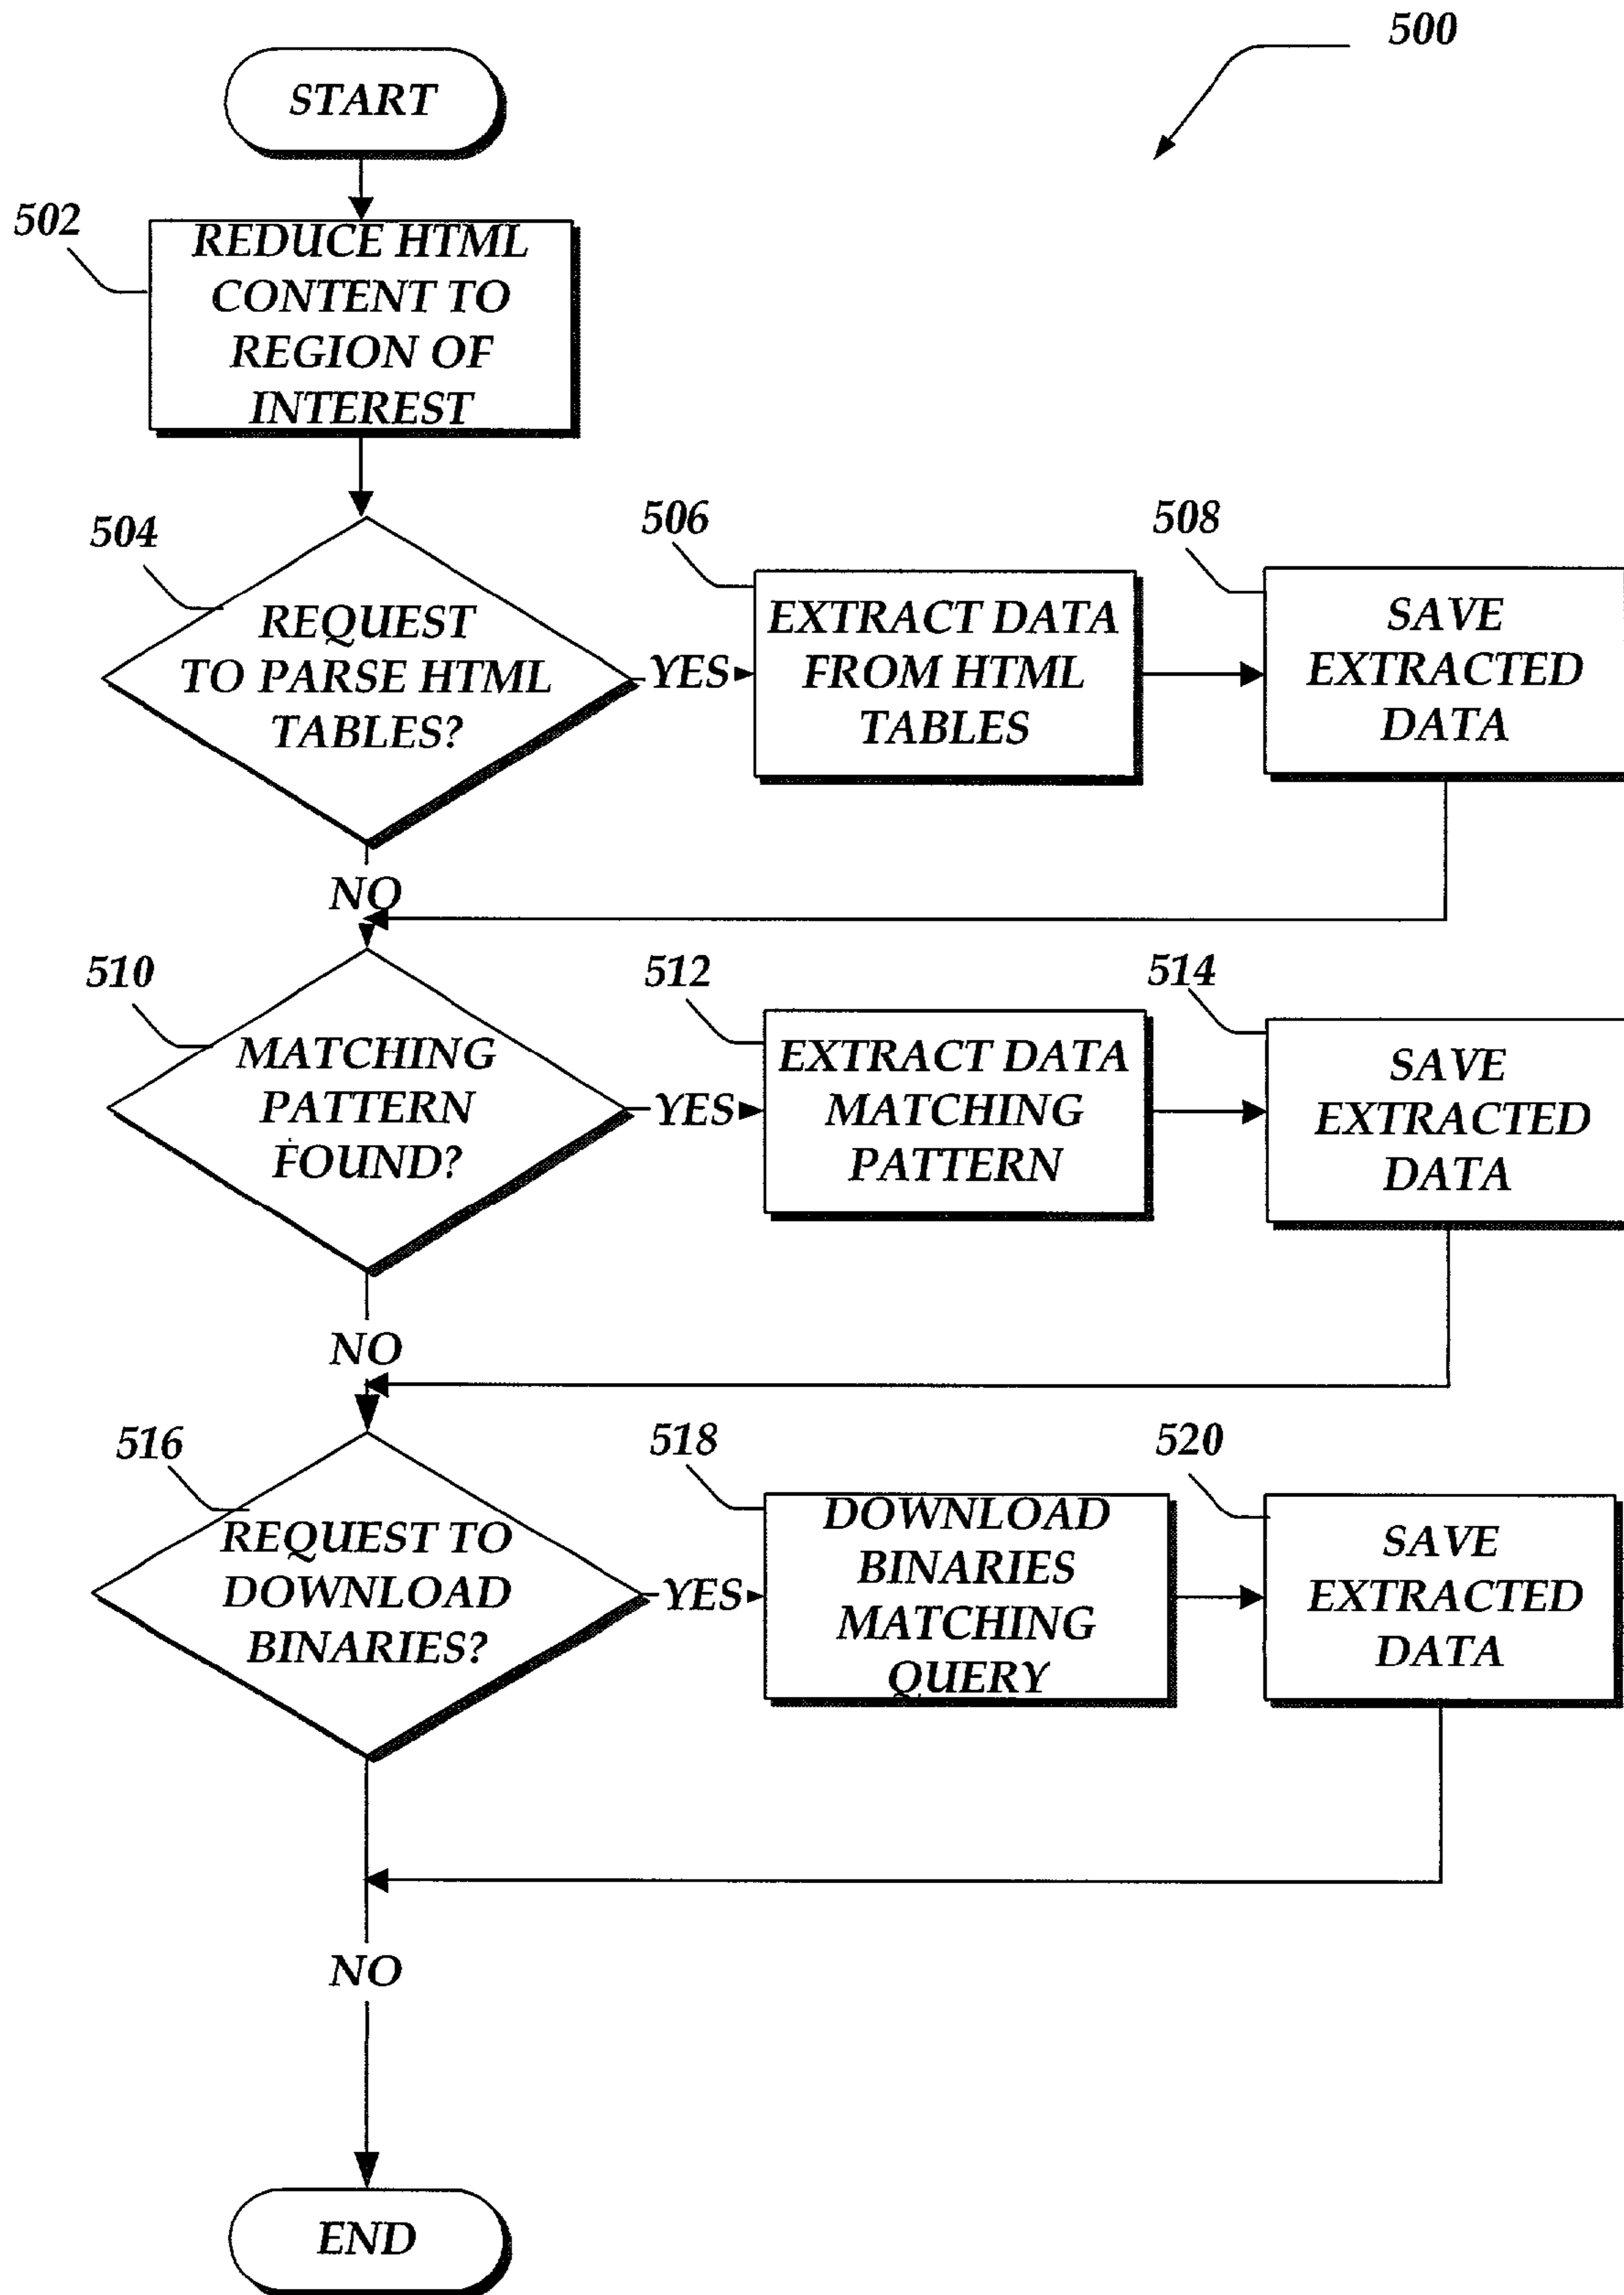 500
START
502
REDUCE HTML
CONTENT TO
REGION OF
INTEREST
504
REQUEST
TO PARSE HTML
TABLES?
YES
506
EXTRACT DATA
FROM HTML
TABLES
508
SAVE
EXTRACTED
DATA
NO
510
MATCHING
PATTERN
FOUND?
YES
512
EXTRACT DATA
MATCHING
PATTERN
514
SAVE
EXTRACTED
DATA
NO
516
REQUEST TO
DOWNLOAD
BINARIES?
YES
518
DOWNLOAD
BINARIES
MATCHING
QUERY
520
SAVE
EXTRACTED
DATA
NO
END